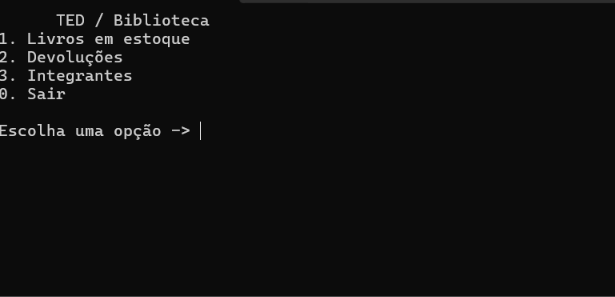 TED / Biblioteca
1. Livros em estoque
2. Devoluções
3. Integrantes
0. Sair
Escolha uma opção ->